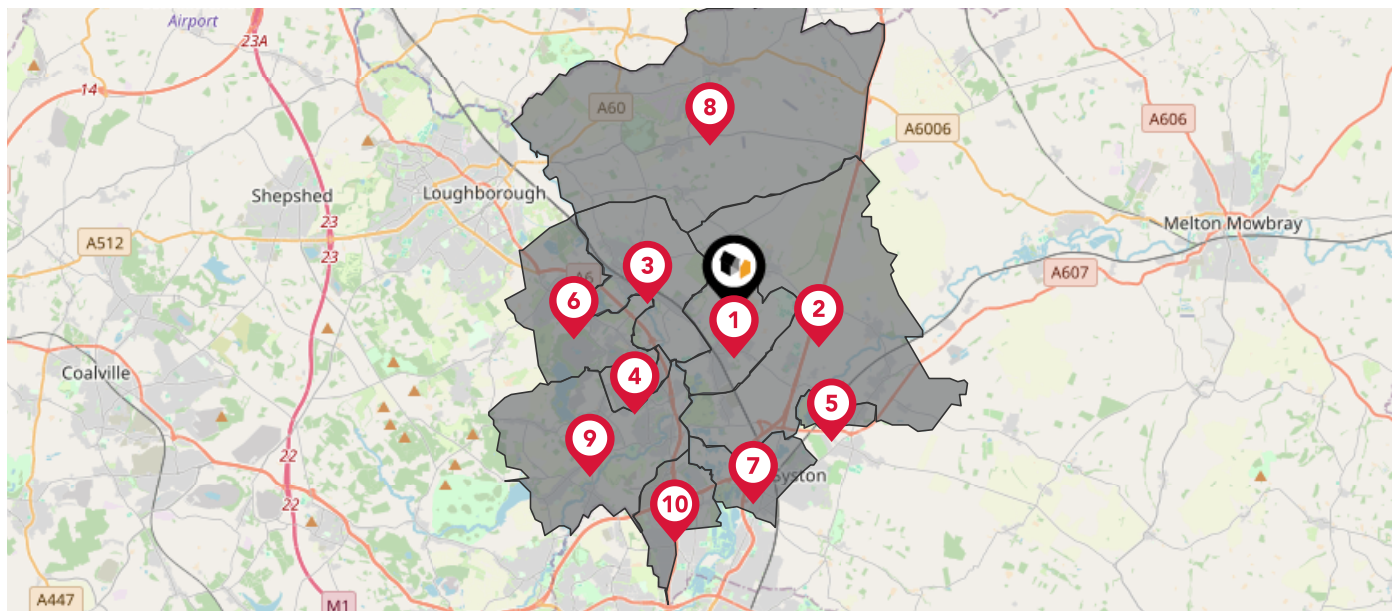 Airport
23A
14
A60
8
A6006
A606
Shepshed
Loughborough
23
23
A512
Melton Mowbray
A607
3
A6
6
1
2
Coalville
4
5
9
7
Syston
22
22
10
A447
M1